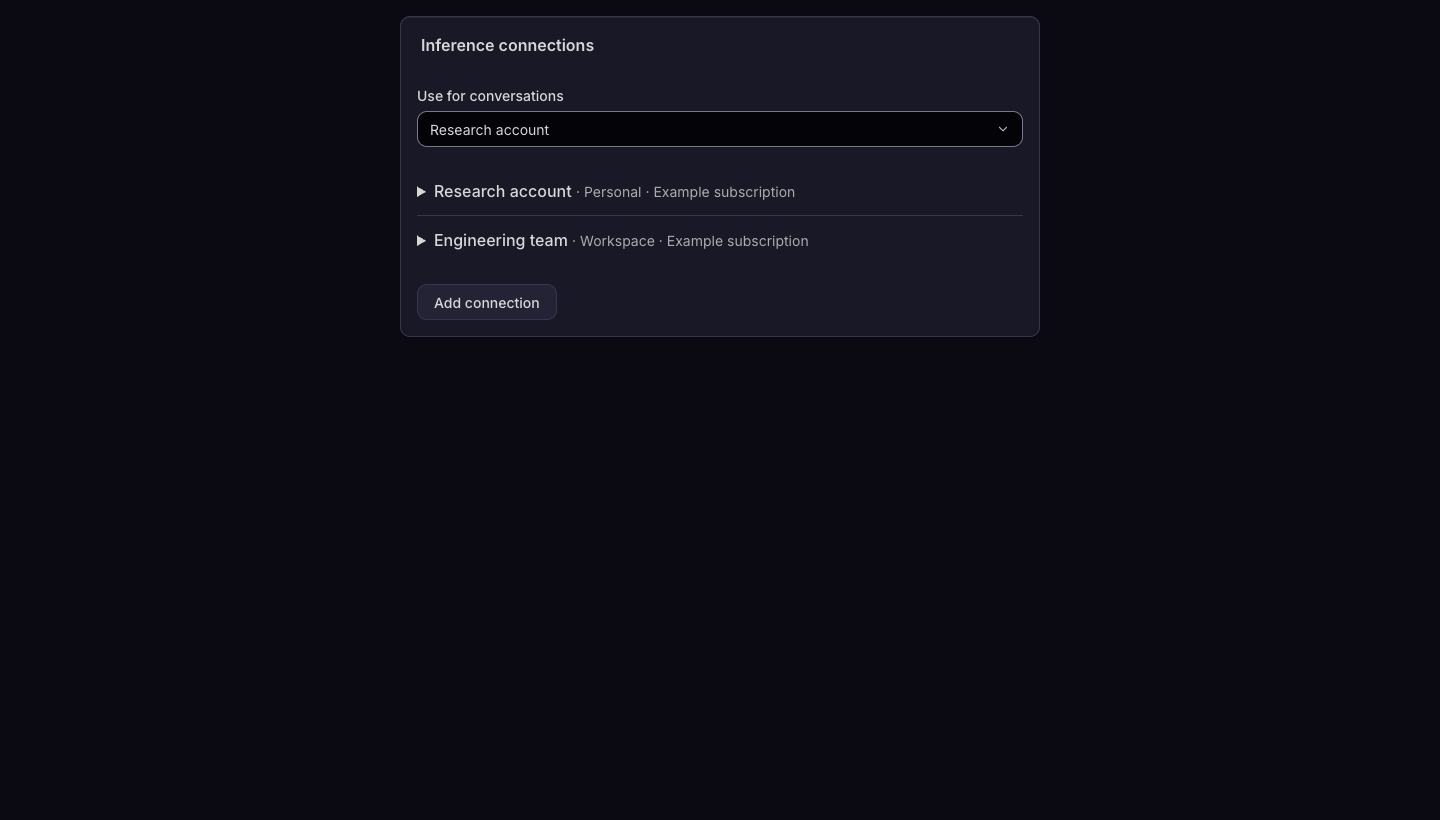 Inference connections
Use for conversations
Research account
Research account · Personal · Example subscription
Engineering team · Workspace · Example subscription
Add connection